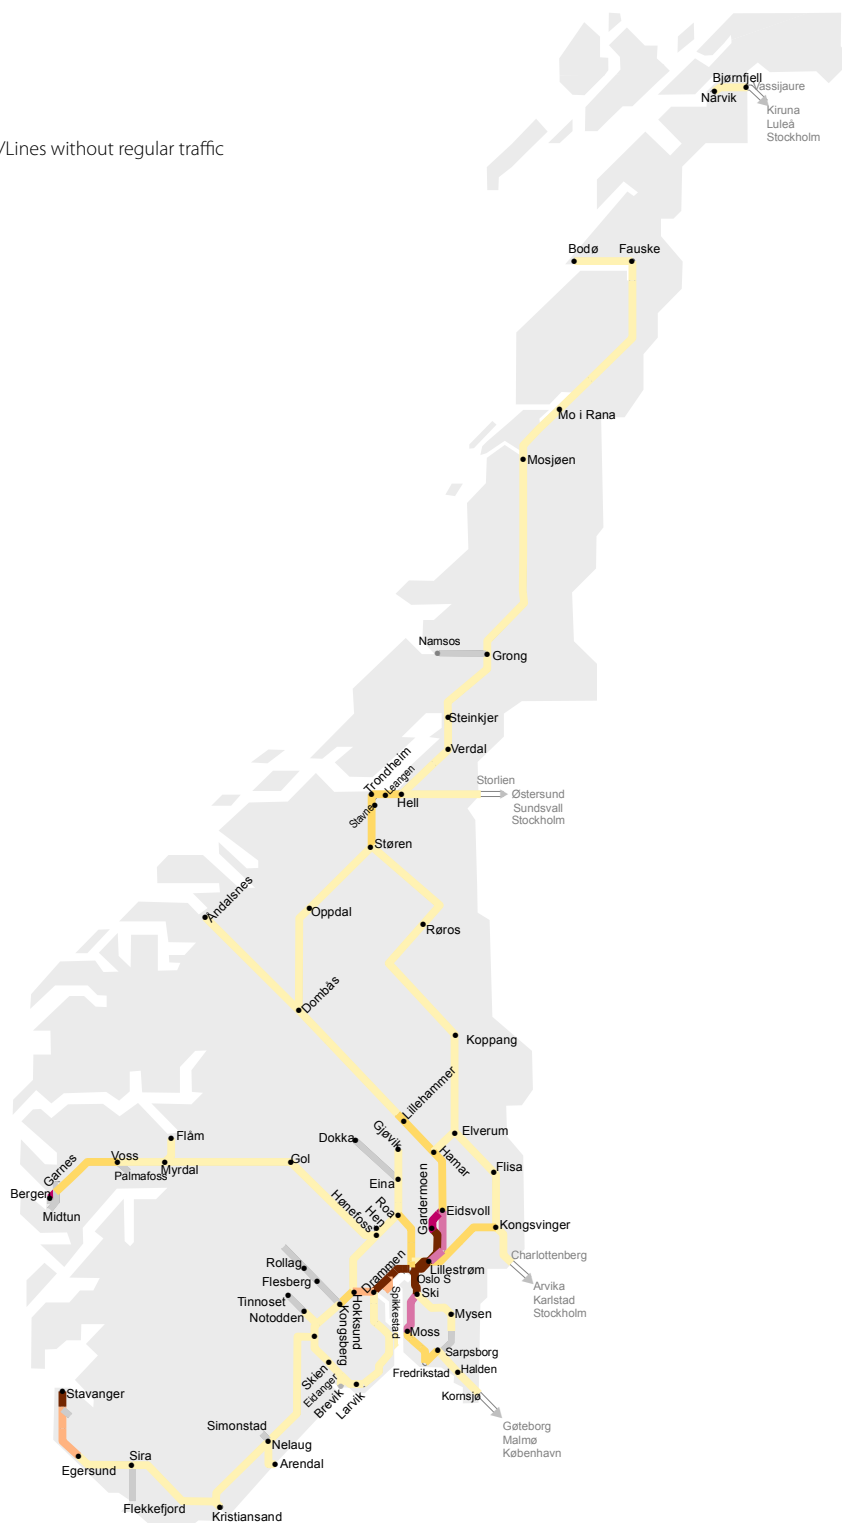 Bjørnfjell
Vassijaure
Narvik
Kiruna
Luleå
Stockholm
/Lines without regular traffic
Bodø
Fauske
Mo i Rana
Mosjøen
Namsos
Grong
Steinkjer
Verdal
Trondheim
Leangen
Stavne
Hell
Storlien
Østersund
Sundsvall
Stockholm
Støren
Åndalsnes
Oppdal
Røros
Dombås
Koppang
Lillehammer
Elverum
Dokka
Gjøvik
Hamar
Flåm
Voss
Palmafoss
Myrdal
Gol
Garnes
Bergen
Midtun
Flisa
Eina
Gardermoen
Hønefoss
Hen
Roa
Eidsvoll
Kongsvinger
Charlottenberg
Drammen
Lillestrøm
Oslo S
Ski
Arvika
Karlstad
Stockholm
Rollag
Flesberg
Tinnoset
Notodden
Kongsberg
Hokksund
Spikkestad
Mysen
Moss
Sarpsborg
Fredrikstad
Halden
Kornsjø
Skien
Eidanger
Brevik
Larvik
Stavanger
Simonstad
Nelaug
Arendal
Sira
Egersund
Flekkefjord
Kristiansand
Gøteborg
Malmø
København